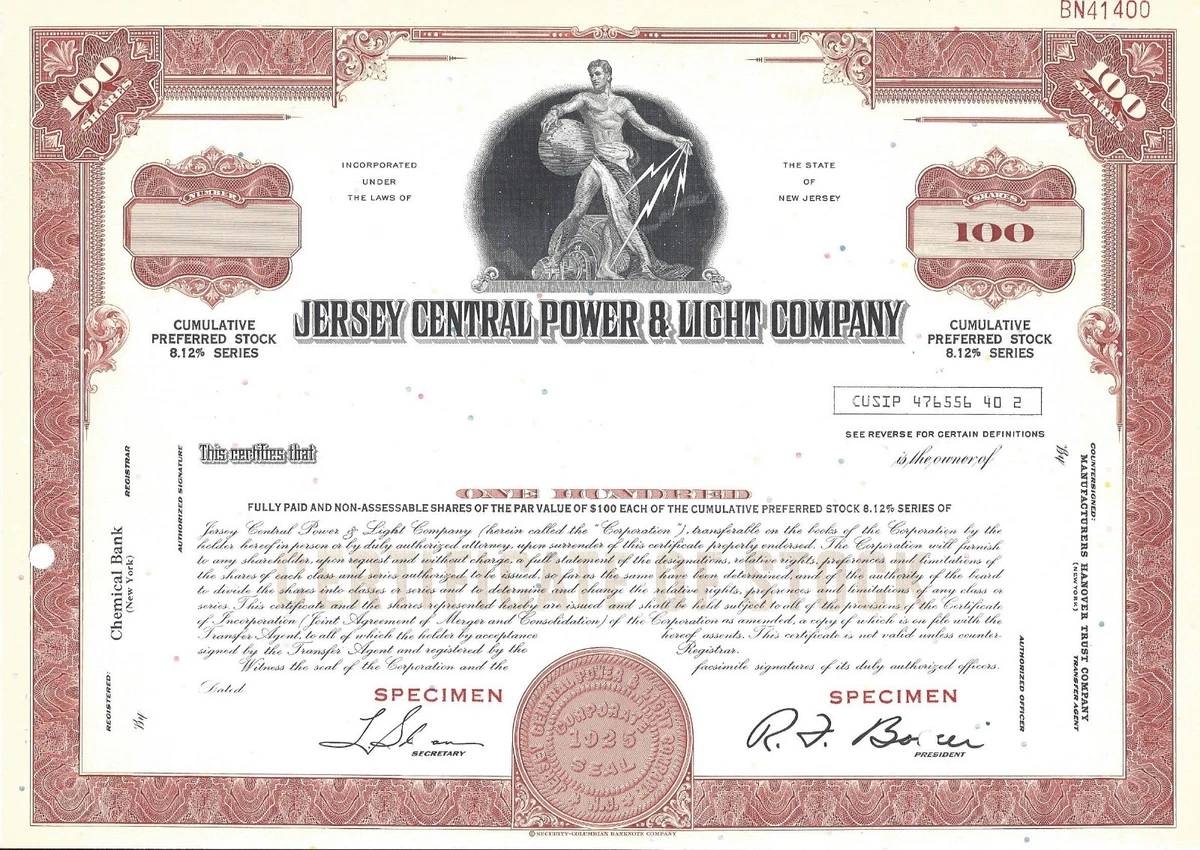 BN41400
100
SHARES
100
SHARES
INCORPORATED
UNDER
THE LAWS OF
THE STATE
OF
NEW JERSEY
NUMBER
SHARES
100
JERSEY CENTRAL POWER & LIGHT COMPANY
CUMULATIVE
PREFERRED STOCK
8.12% SERIES
CUMULATIVE
PREFERRED STOCK
8.12% SERIES
CUSIP 476556 40 2
SEE REVERSE FOR CERTAIN DEFINITIONS
This certifies that
is the owner of
ONE HUNDRED
FULLY PAID AND NON-ASSESSABLE SHARES OF THE PAR VALUE OF $100 EACH OF THE CUMULATIVE PREFERRED STOCK 8.12% SERIES OF
Jersey Central Power & Light Company (herein called the "Corporation"), transferable on the books of the Corporation by the
holder hereof in person or by duly authorized attorney, upon surrender of this certificate properly endorsed. The Corporation will furnish
to any shareholder, upon request and without charge, a full statement of the designations, relative rights, preferences and limitations of
the shares of each class and series authorized to be issued, so far as the same have been determined, and of the authority of the board
to divide the shares into classes or series and to determine and change the relative rights, preferences and limitations of any class or
series. This certificate and the shares represented hereby are issued and shall be held subject to all of the provisions of the Certificate
of Incorporation (Joint Agreement of Merger and Consolidation) of the Corporation as amended, a copy of which is on file with the
Transfer Agent, to all of which the holder by acceptance hereof assents. This certificate is not valid unless counter-
signed by the Transfer Agent and registered by the Registrar.
Witness the seal of the Corporation and the facsimile signatures of its duly authorized officers.
CERTIFICATE OF STOCK
Dated
SPECIMEN
SECRETARY
SPECIMEN
R. F. Bovier
PRESIDENT
JERSEY CENTRAL POWER & LIGHT CO.
CORPORATE
1925
SEAL
N.J.
REGISTERED:
Chemical Bank
(New York)
REGISTRAR
By
AUTHORIZED SIGNATURE
COUNTERSIGNED:
MANUFACTURERS HANOVER TRUST COMPANY
(NEW YORK)
TRANSFER AGENT
By
AUTHORIZED OFFICER
© SECURITY-COLUMBIAN BANKNOTE COMPANY